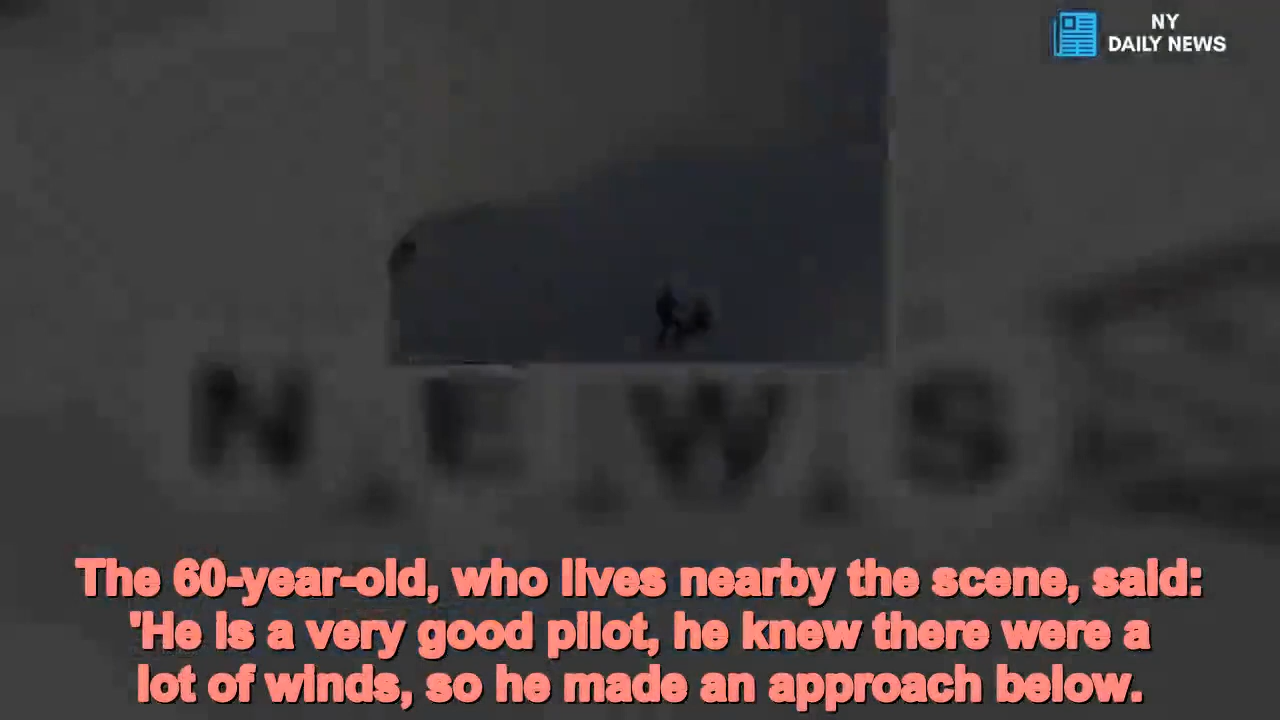 NY
DAILY NEWS
N.E.W.S
The 60-year-old, who lives nearby the scene, said:
'He is a very good pilot, he knew there were a
lot of winds, so he made an approach below.